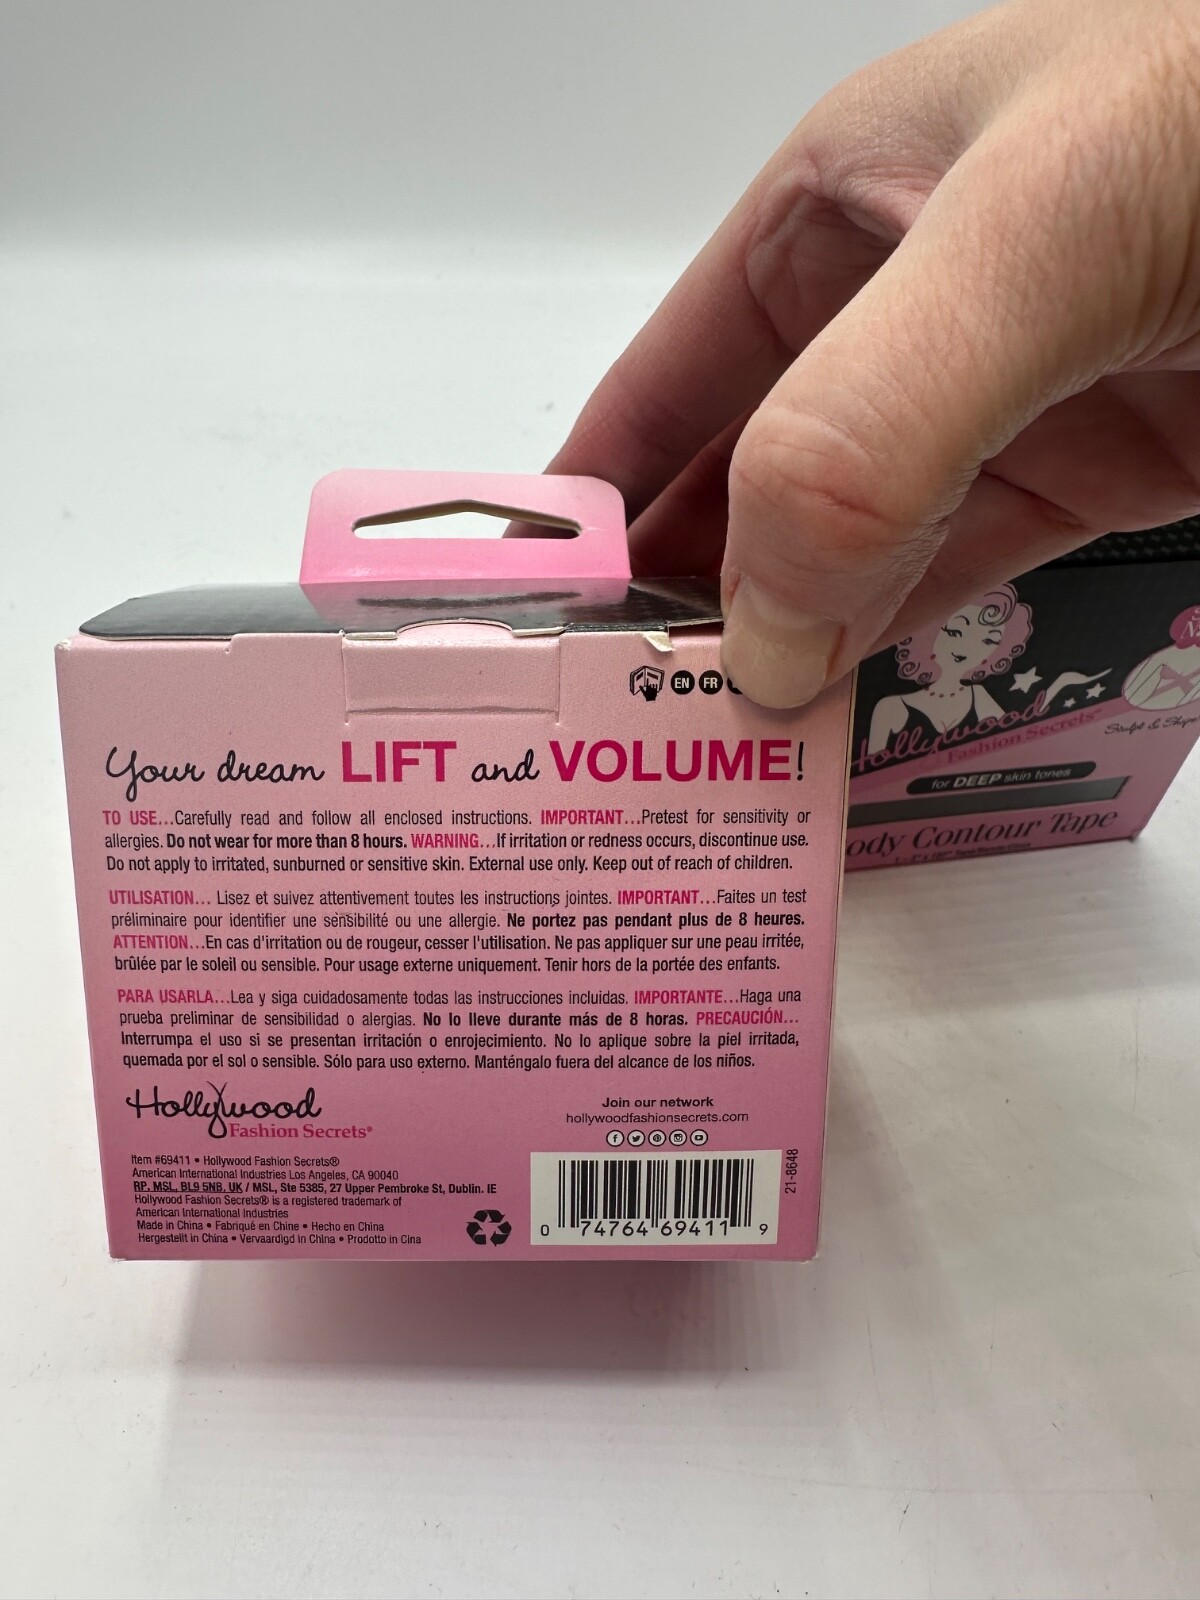 EN FR
Your dream LIFT and VOLUME!
TO USE...Carefully read and follow all enclosed instructions. IMPORTANT...Pretest for sensitivity or
allergies. Do not wear for more than 8 hours. WARNING...If irritation or redness occurs, discontinue use.
Do not apply to irritated, sunburned or sensitive skin. External use only. Keep out of reach of children.
UTILISATION... Lisez et suivez attentivement toutes les instructions jointes. IMPORTANT...Faites un test
préliminaire pour identifier une sensibilité ou une allergie. Ne portez pas pendant plus de 8 heures.
ATTENTION...En cas d'irritation ou de rougeur, cesser l'utilisation. Ne pas appliquer sur une peau irritée,
brûlée par le soleil ou sensible. Pour usage externe uniquement. Tenir hors de la portée des enfants.
PARA USARLA...Lea y siga cuidadosamente todas las instrucciones incluidas. IMPORTANTE...Haga una
prueba preliminar de sensibilidad o alergias. No lo lleve durante más de 8 horas. PRECAUCIÓN...
Interrumpa el uso si se presentan irritación o enrojecimiento. No lo aplique sobre la piel irritada,
quemada por el sol o sensible. Sólo para uso externo. Manténgalo fuera del alcance de los niños.
Hollywood
Fashion Secrets®
Item #69411 • Hollywood Fashion Secrets®
American International Industries Los Angeles, CA 90040
RP. MSL, BL9 5NB, UK / MSL, Ste 5385, 27 Upper Pembroke St, Dublin. IE
Hollywood Fashion Secrets® is a registered trademark of
American International Industries
Made in China • Fabriqué en Chine • Hecho en China
Hergestellt in China • Vervaardigd in China • Prodotto in Cina
Join our network
hollywoodfashionsecrets.com
0 74764 69411 9
21-8648
Hollywood
Fashion Secrets®
Sculpt & Shape
for DEEP skin tones
ody Contour Tape